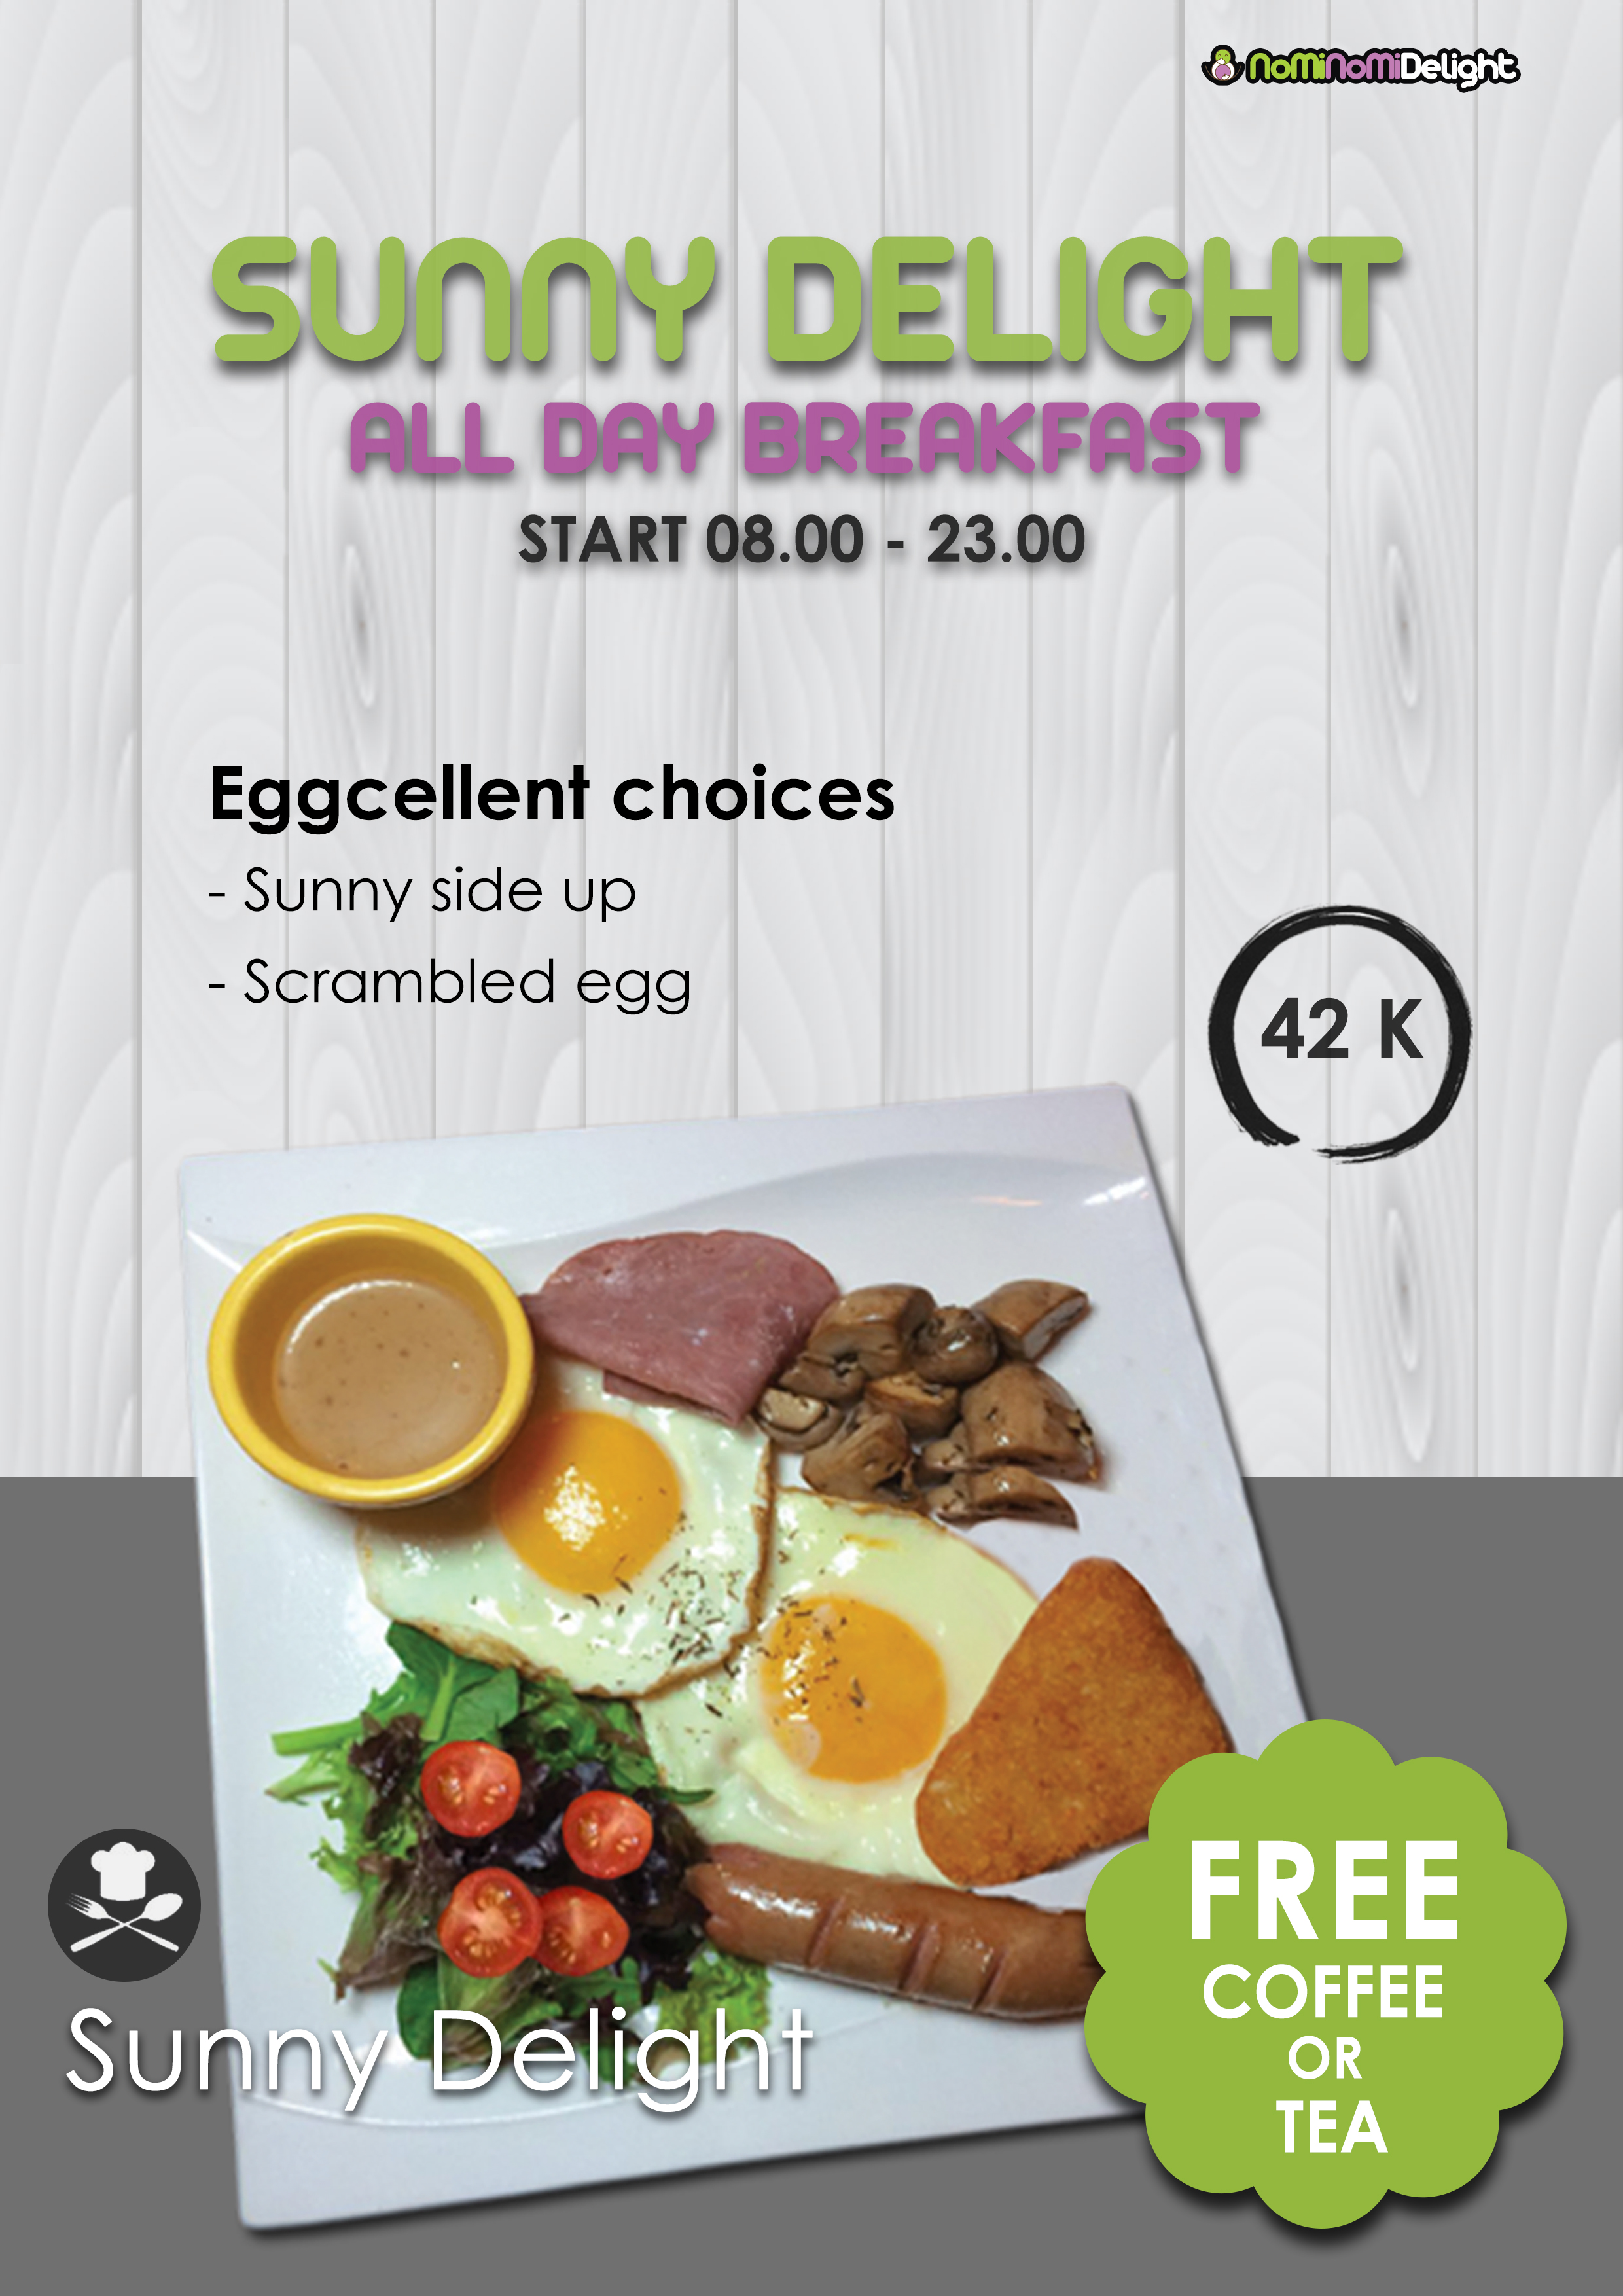 NomiNomiDelight
SUNNY DELIGHT
ALL DAY BREAKFAST
START 08.00 - 23.00
Eggcellent choices
- Sunny side up
- Scrambled egg
42 K
Sunny Delight
FREE
COFFEE
OR
TEA